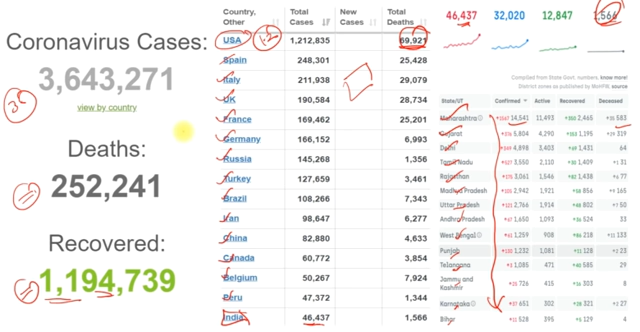 Coronavirus Cases:
3,643,271
view by country
Deaths:
252,241
Recovered:
1,194,739
Country, Other Total Cases New Cases Total Deaths
USA 1,212,835 69,921
Spain 248,301 25,428
Italy 211,938 29,079
UK 190,584 28,734
France 169,462 25,201
Germany 166,152 6,993
Russia 145,268 1,356
Turkey 127,659 3,461
Brazil 108,266 7,343
Iran 98,647 6,277
China 82,880 4,633
Canada 60,772 3,854
Belgium 50,267 7,924
Peru 47,372 1,344
India 46,437 1,566
46,437 32,020 12,847 1,566
Compiled from State Govt. numbers, know more!
District zones as published by MoHFW, source
State/UT Confirmed Active Recovered Deceased
Maharashtra 14,541 11,493 2,465 583
Gujarat 5,804 4,290 1,195 319
Delhi 4,898 3,403 1,431 64
Tamil Nadu 3,550 2,110 1,409 31
Rajasthan 3,061 1,546 1,438 77
Madhya Pradesh 2,942 1,921 856 165
Uttar Pradesh 2,766 1,914 802 50
Andhra Pradesh 1,650 1,093 524 33
West Bengal 1,259 908 218 133
Punjab 1,232 1,081 128 23
Telangana 1,085 471 585 29
Jammu and Kashmir 726 415 303 8
Karnataka 651 302 321 27
Bihar 528 395 129 4